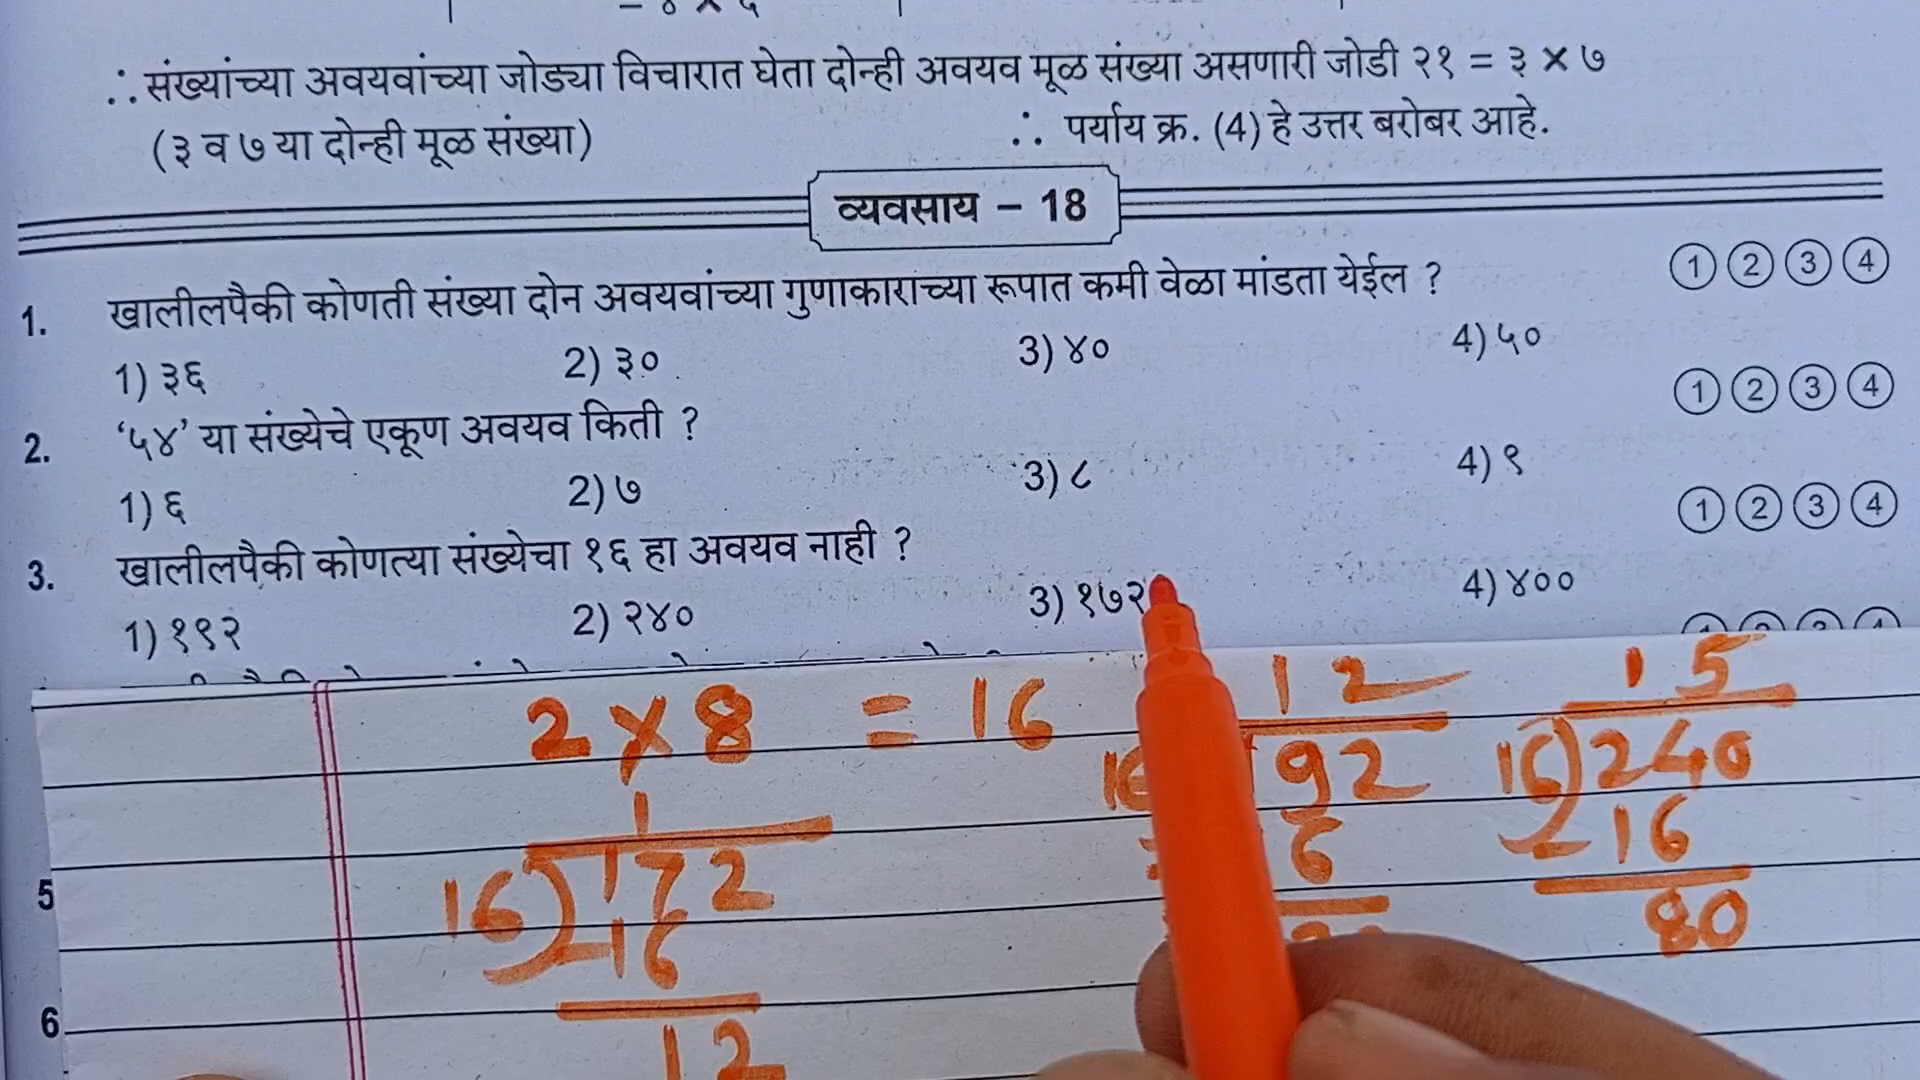 ∴ संख्यांच्या अवयवांच्या जोड्या विचारात घेता दोन्ही अवयव मूळ संख्या असणारी जोडी २१ = ३ × ७
(३ व ७ या दोन्ही मूळ संख्या) ∴ पर्याय क्र. (4) हे उत्तर बरोबर आहे.
व्यवसाय – 18
1. खालीलपैकी कोणती संख्या दोन अवयवांच्या गुणाकाराच्या रूपात कमी वेळा मांडता येईल ? ① ② ③ ④
1) ३६ 2) ३० 3) ४० 4) ५०
2. ‘५४’ या संख्येचे एकूण अवयव किती ? ① ② ③ ④
1) ६ 2) ७ 3) ८ 4) ९
3. खालीलपैकी कोणत्या संख्येचा १६ हा अवयव नाही ? ① ② ③ ④
1) १९२ 2) २४० 3) १७२ 4) ४००
2 × 8 = 16 12 15
1 92 16)240
16)172 6 16
16 80
12
5
6